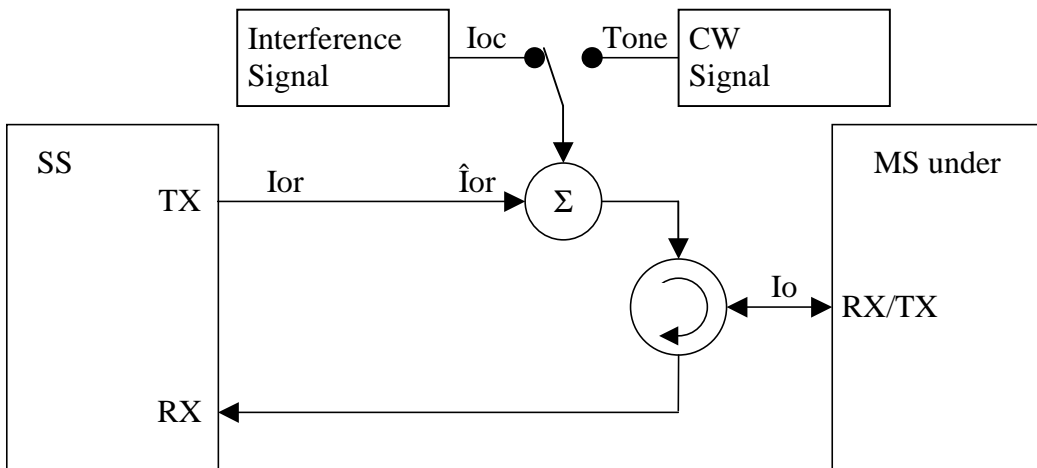 Interference
Signal
Ioc
Tone
CW
Signal
SS
MS under
TX
Ior
Îor
Σ
Io
RX/TX
RX